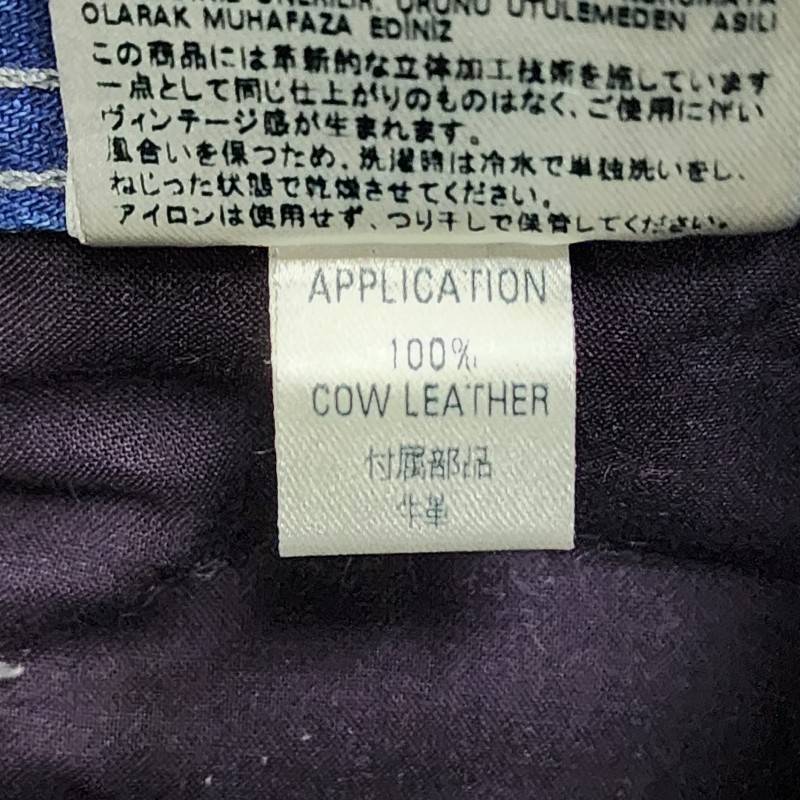 ÜRÜNÜ ÜTÜLEMEDEN ASILI
OLARAK MUHAFAZA EDİNİZ
この商品には革新的な立体加工技術を施しています
一点として同じ仕上がりのものはなく、ご使用に伴い
ヴィンテージ感が生まれます。
風合いを保つため、洗濯時は冷水で単独洗いをし、
ねじった状態で乾燥させてください。
アイロンは使用せず、つり干しで保管してください。
APPLICATION
100%
COW LEATHER
付属部品
牛革